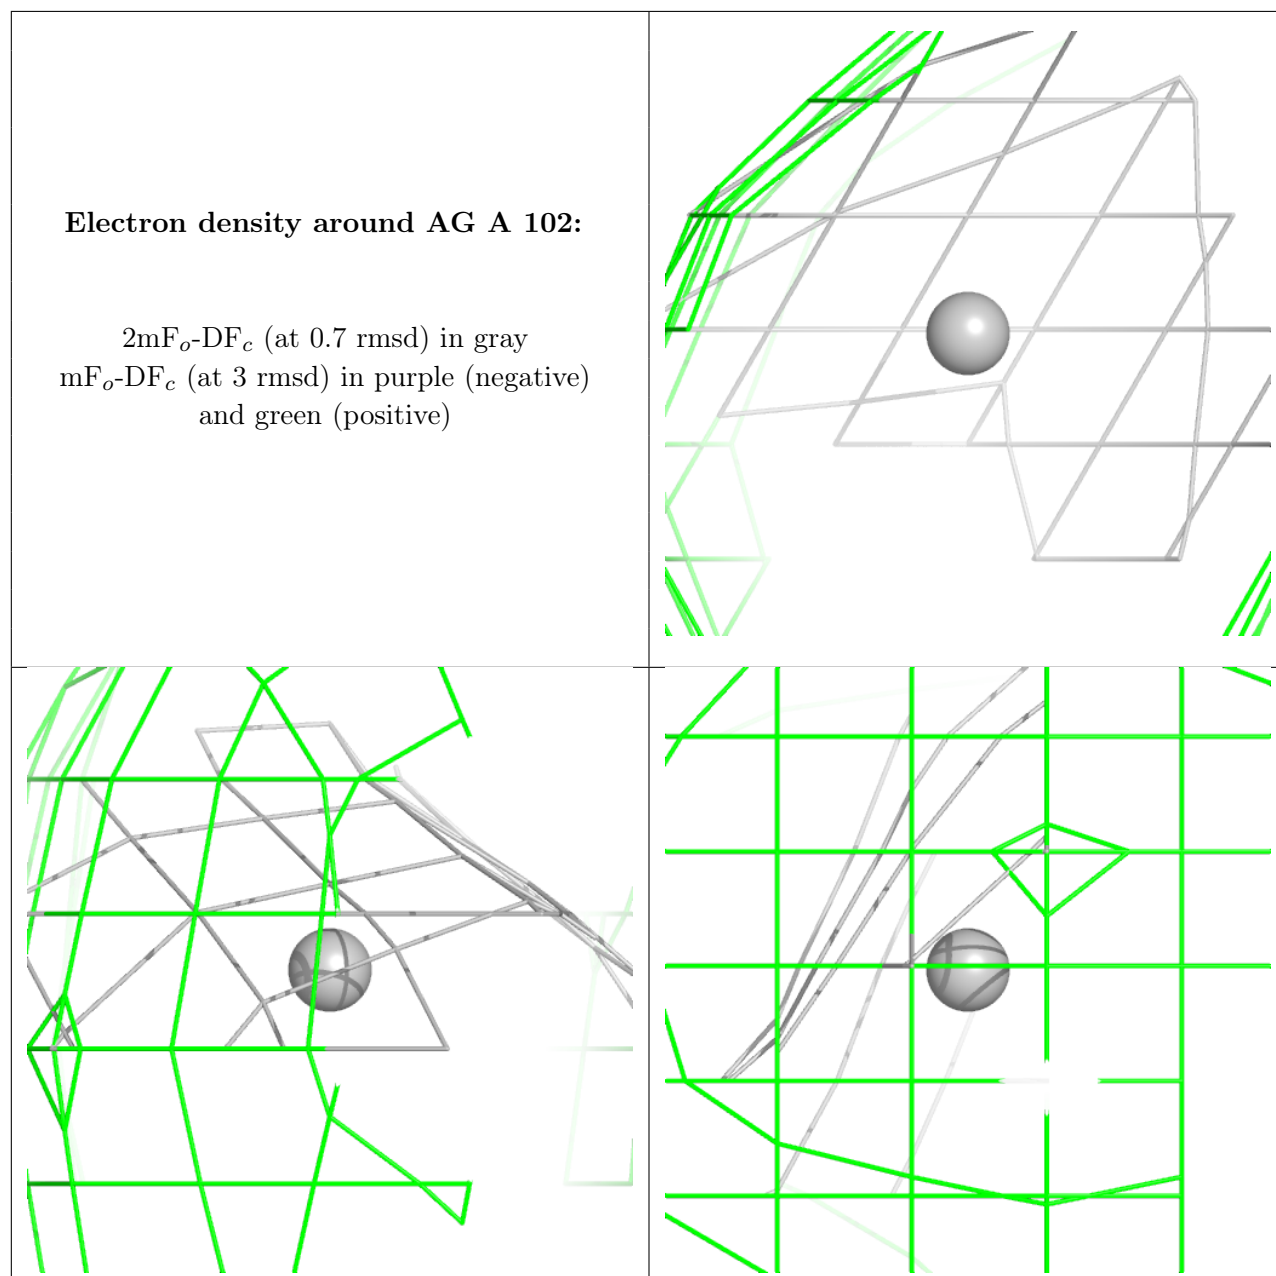 Electron density around AG A 102:
2mFo-DFc (at 0.7 rmsd) in gray
mFo-DFc (at 3 rmsd) in purple (negative)
and green (positive)